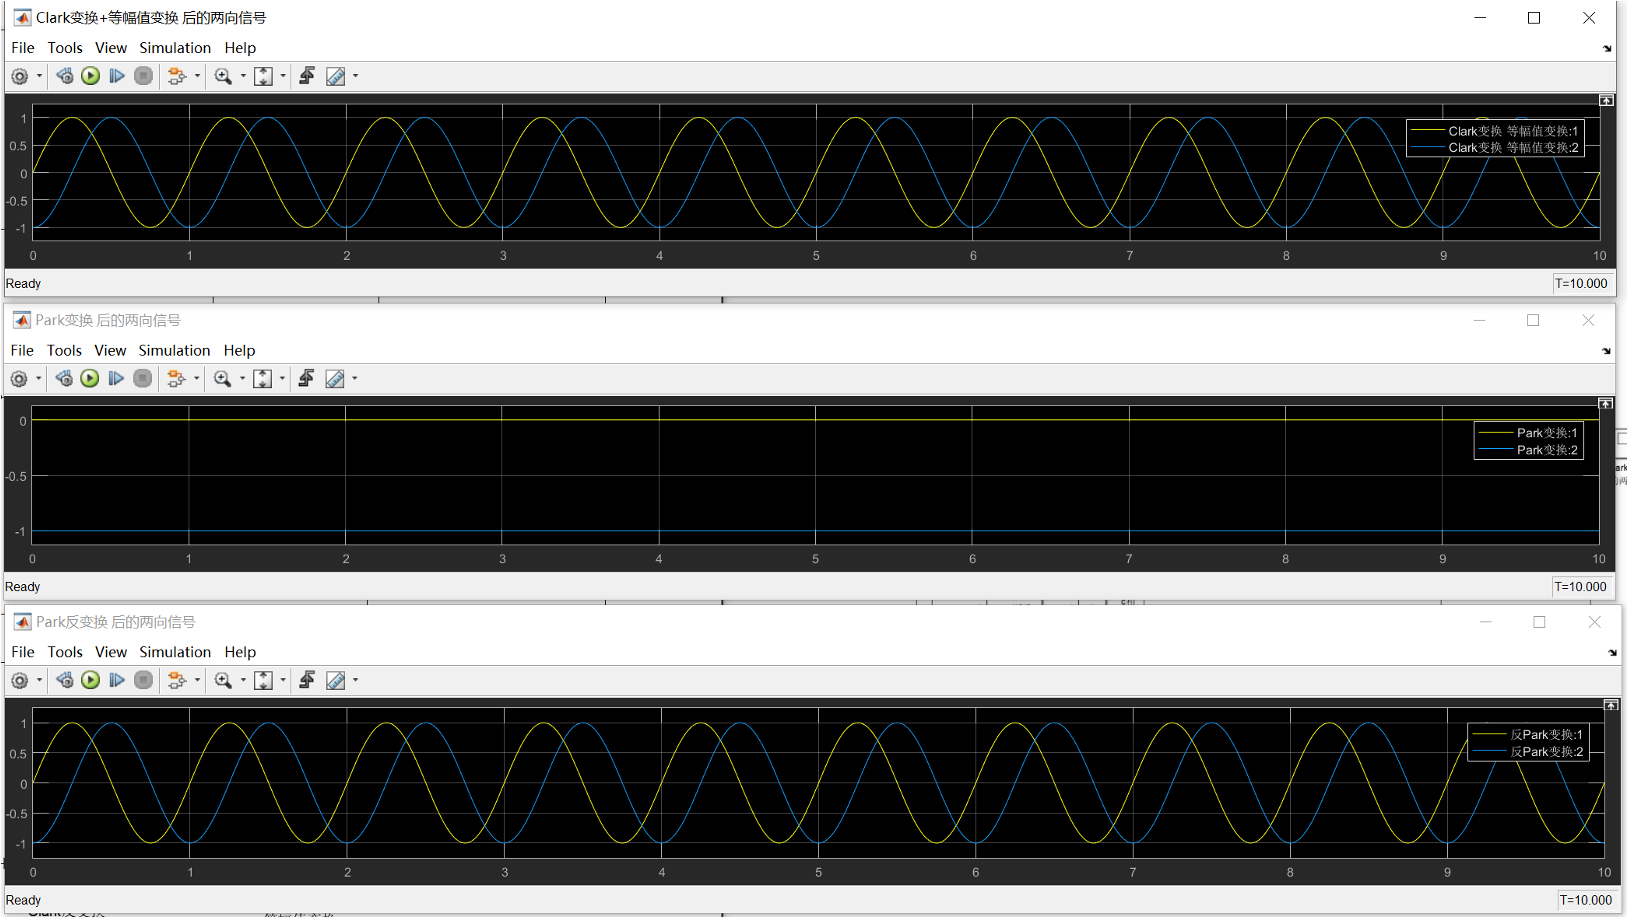 Clark变换+等幅值变换 后的两向信号
File Tools View Simulation Help
Clark变换 等幅值变换:1
Clark变换 等幅值变换:2
1
0.5
0
-0.5
-1
0 1 2 3 4 5 6 7 8 9 10
Ready T=10.000
Park变换 后的两向信号
File Tools View Simulation Help
Park变换:1
Park变换:2
0
-0.5
-1
0 1 2 3 4 5 6 7 8 9 10
Ready T=10.000
Park反变换 后的两向信号
File Tools View Simulation Help
反Park变换:1
反Park变换:2
1
0.5
0
-0.5
-1
0 1 2 3 4 5 6 7 8 9 10
Ready T=10.000